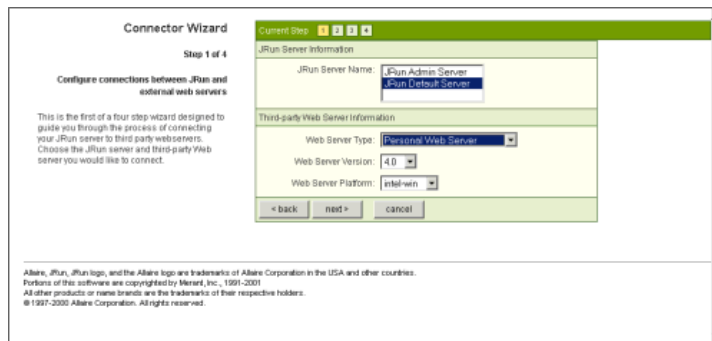 Connector Wizard
Step 1 of 4
Configure connections between JRun and
external web servers
This is the first of a four step wizard designed to
guide you through the process of connecting
your JRun server to third party webservers.
Choose the JRun server and third-party Web
server you would like to connect.
Current Step 1 2 3 4
JRun Server Information
JRun Server Name:
JRun Admin Server
JRun Default Server
Third-party Web Server Information
Web Server Type: Personal Web Server
Web Server Version: 4.0
Web Server Platform: intel-win
< back next > cancel
Allaire, JRun, JRun logo, and the Allaire logo are trademarks of Allaire Corporation in the USA and other countries.
Portions of this software are copyrighted by Merant, Inc., 1991-2001
All other products or name brands are the trademarks of their respective holders.
© 1997-2000 Allaire Corporation. All rights reserved.